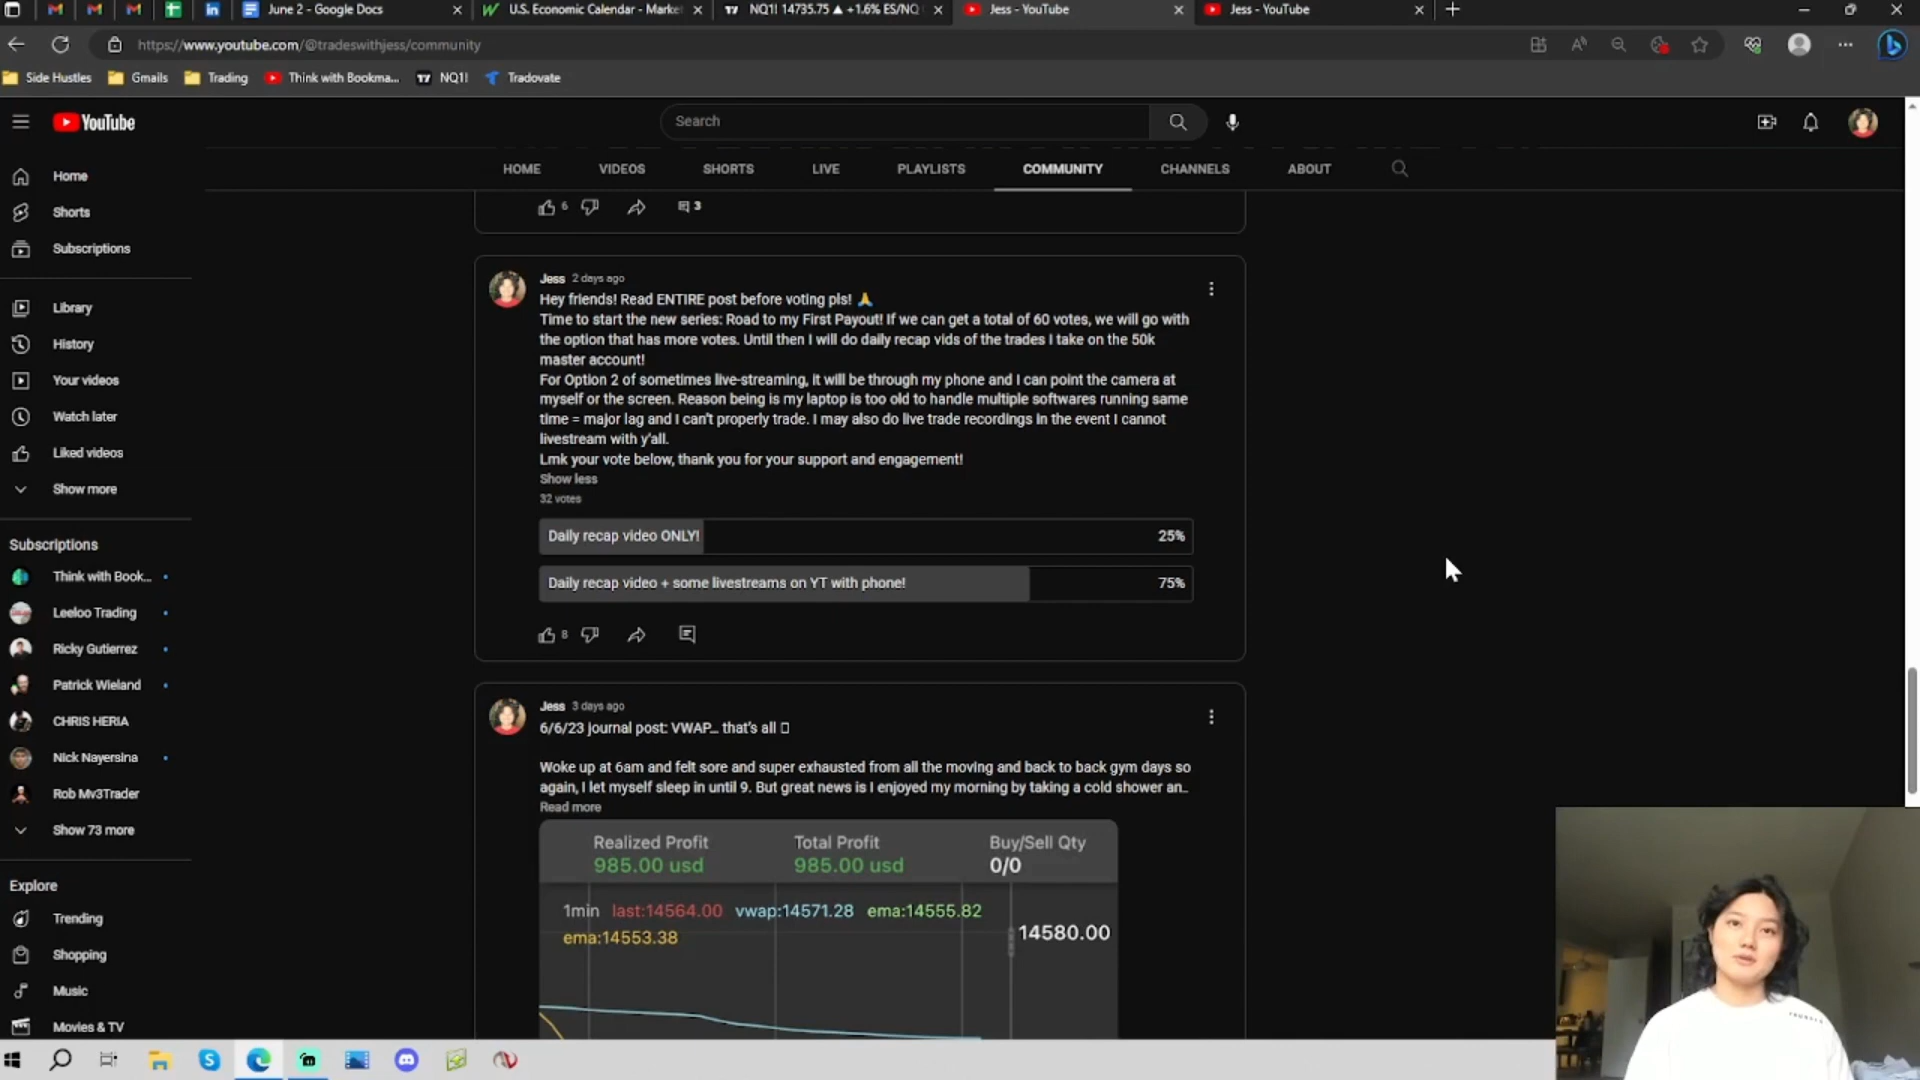 June 2 - Google Docs
U.S. Economic Calendar - Marke
NQ1! 14735.75 ▲ +1.6% ES/NQ
Jess - YouTube
Jess - YouTube
https://www.youtube.com/@tradeswithjess/community
Side Hustles
Gmails
Trading
Think with Bookma...
NQ1!
Tradovate
YouTube
Search
HOME
VIDEOS
SHORTS
LIVE
PLAYLISTS
COMMUNITY
CHANNELS
ABOUT
Home
Shorts
Subscriptions
Library
History
Your videos
Watch later
Liked videos
Show more
Subscriptions
Think with Book...
Leeloo Trading
Ricky Gutierrez
Patrick Wieland
CHRIS HERIA
Nick Nayersina
Rob Mv3Trader
Show 73 more
Explore
Trending
Shopping
Music
Movies & TV
6
3
Jess 2 days ago
Hey friends! Read ENTIRE post before voting pls! 🙏
Time to start the new series: Road to my First Payout! If we can get a total of 60 votes, we will go with
the option that has more votes. Until then I will do daily recap vids of the trades I take on the 50k
master account!
For Option 2 of sometimes live-streaming, it will be through my phone and I can point the camera at
myself or the screen. Reason being is my laptop is too old to handle multiple softwares running same
time = major lag and I can't properly trade. I may also do live trade recordings in the event I cannot
livestream with y'all.
Lmk your vote below, thank you for your support and engagement!
Show less
32 votes
Daily recap video ONLY! 25%
Daily recap video + some livestreams on YT with phone! 75%
8
Jess 3 days ago
6/6/23 journal post: VWAP... that's all
Woke up at 6am and felt sore and super exhausted from all the moving and back to back gym days so
again, I let myself sleep in until 9. But great news is I enjoyed my morning by taking a cold shower an...
Read more
Realized Profit Total Profit Buy/Sell Qty
985.00 usd 985.00 usd 0/0
1min last:14564.00 vwap:14571.28 ema:14555.82
ema:14553.38
14580.00